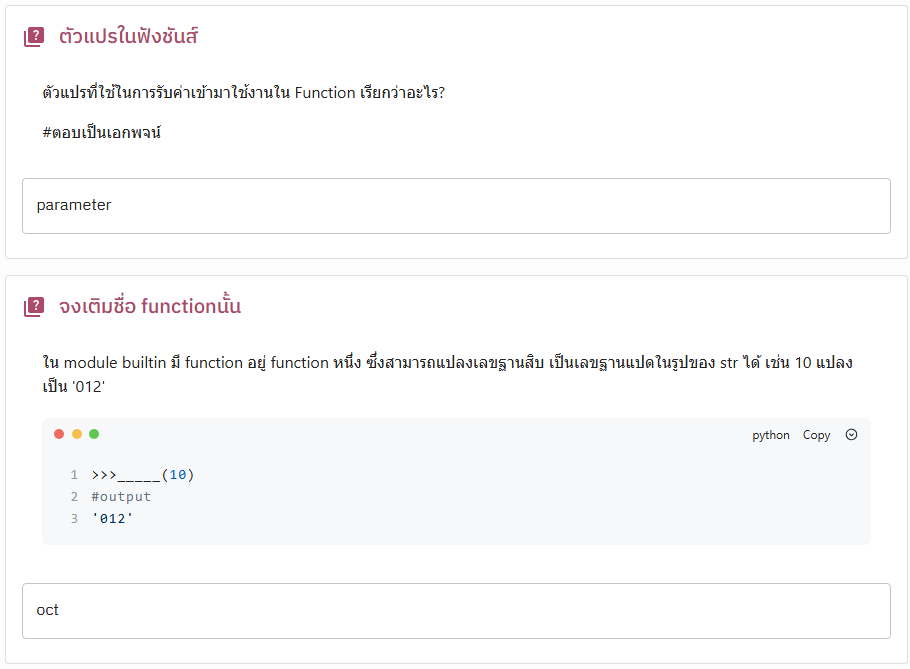 ตัวแปรในฟังชันส์
ตัวแปรที่ใช้ในการรับค่าเข้ามาใช้งานใน Function เรียกว่าอะไร?
#ตอบเป็นเอกพจน์
parameter
จงเติมชื่อ functionนั้น
ใน module builtin มี function อยู่ function หนึ่ง ซึ่งสามารถแปลงเลขฐานสิบ เป็นเลขฐานแปดในรูปของ str ได้ เช่น 10 แปลง
เป็น '012'
python Copy
1 >>>_____(10)
2 #output
3 '012'
oct